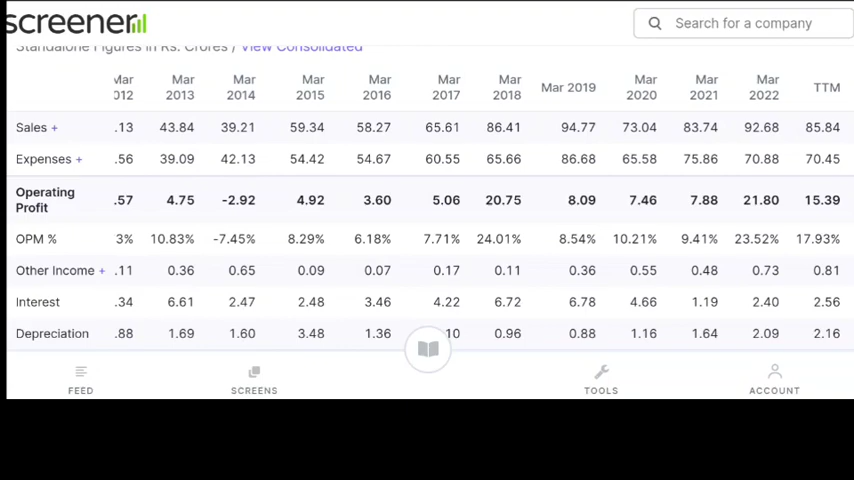 screener
Search for a company
Standalone Figures in Rs. Crores / View Consolidated
Mar 2012 Mar 2013 Mar 2014 Mar 2015 Mar 2016 Mar 2017 Mar 2018 Mar 2019 Mar 2020 Mar 2021 Mar 2022 TTM
Sales + .13 43.84 39.21 59.34 58.27 65.61 86.41 94.77 73.04 83.74 92.68 85.84
Expenses + .56 39.09 42.13 54.42 54.67 60.55 65.66 86.68 65.58 75.86 70.88 70.45
Operating Profit .57 4.75 -2.92 4.92 3.60 5.06 20.75 8.09 7.46 7.88 21.80 15.39
OPM % 3% 10.83% -7.45% 8.29% 6.18% 7.71% 24.01% 8.54% 10.21% 9.41% 23.52% 17.93%
Other Income + .11 0.36 0.65 0.09 0.07 0.17 0.11 0.36 0.55 0.48 0.73 0.81
Interest .34 6.61 2.47 2.48 3.46 4.22 6.72 6.78 4.66 1.19 2.40 2.56
Depreciation .88 1.69 1.60 3.48 1.36 10 0.96 0.88 1.16 1.64 2.09 2.16
FEED SCREENS TOOLS ACCOUNT